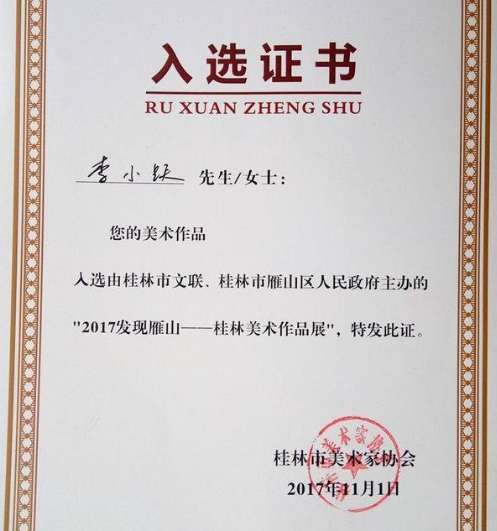 入选证书
RU XUAN ZHENG SHU
李小跃 先生/女士：
您的美术作品
入选由桂林市文联、桂林市雁山区人民政府主办的
"2017发现雁山——桂林美术作品展"，特发此证。
桂林市美术家协会
2017年11月1日